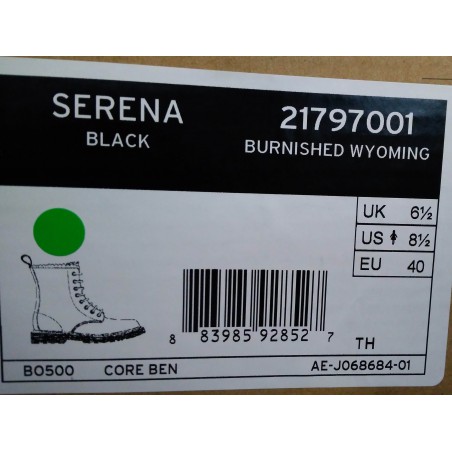 SERENA 21797001
BLACK BURNISHED WYOMING
UK 6½
US 8½
EU 40
8 83985 92852 7 TH
BO500 CORE BEN AE-J068684-01